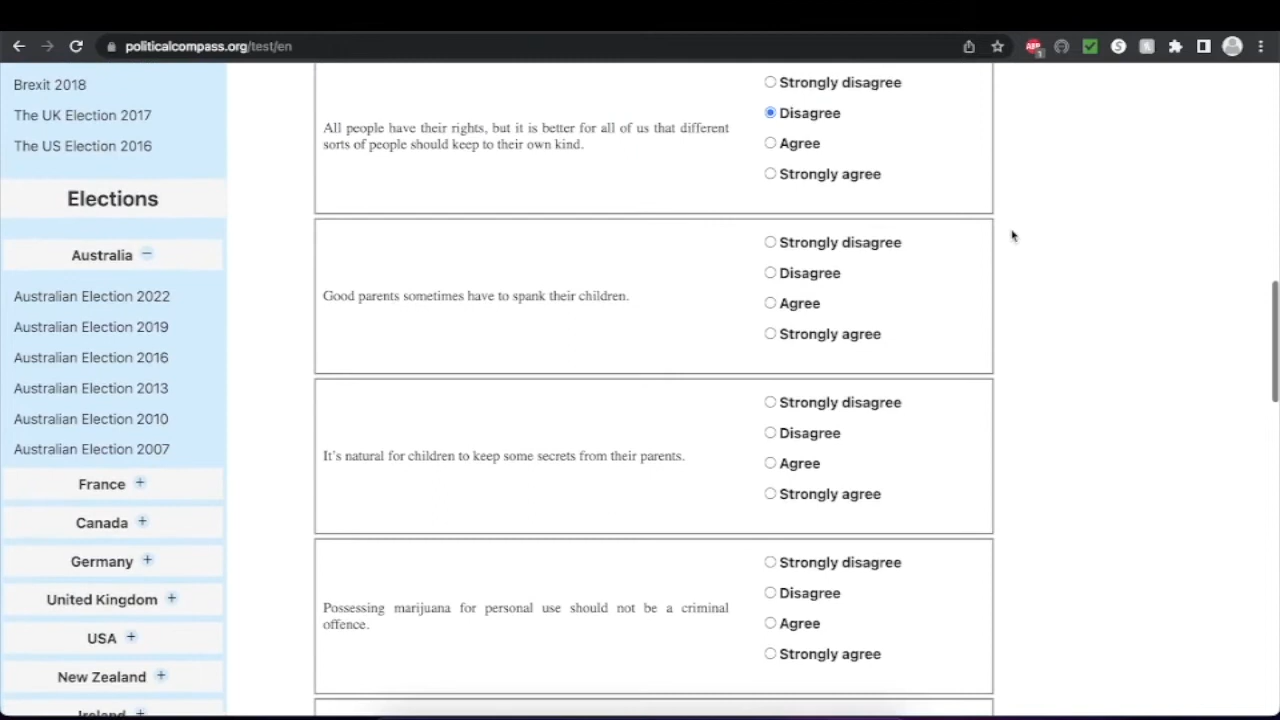 politicalcompass.org/test/en
Brexit 2018
The UK Election 2017
The US Election 2016
Elections
Australia −
Australian Election 2022
Australian Election 2019
Australian Election 2016
Australian Election 2013
Australian Election 2010
Australian Election 2007
France +
Canada +
Germany +
United Kingdom +
USA +
New Zealand +
Ireland +
All people have their rights, but it is better for all of us that different
sorts of people should keep to their own kind.
Strongly disagree
Disagree
Agree
Strongly agree
Good parents sometimes have to spank their children.
Strongly disagree
Disagree
Agree
Strongly agree
It's natural for children to keep some secrets from their parents.
Strongly disagree
Disagree
Agree
Strongly agree
Possessing marijuana for personal use should not be a criminal
offence.
Strongly disagree
Disagree
Agree
Strongly agree